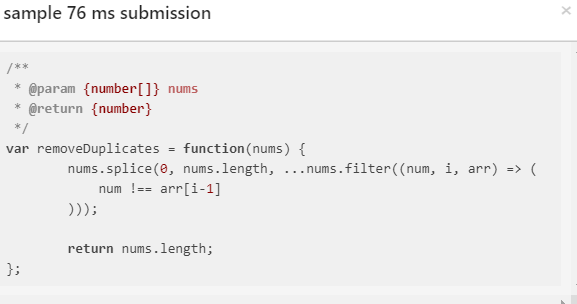 sample 76 ms submission
×
/**
 * @param {number[]} nums
 * @return {number}
 */
var removeDuplicates = function(nums) {
        nums.splice(0, nums.length, ...nums.filter((num, i, arr) => (
            num !== arr[i-1]
        )));

        return nums.length;
};